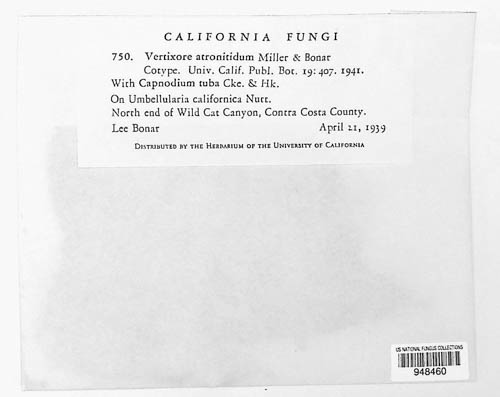 CALIFORNIA FUNGI
750. Vertixore atronitidum Miller & Bonar
Cotype. Univ. Calif. Publ. Bot. 19: 407. 1941.
With Capnodium tuba Cke. & Hk.
On Umbellularia californica Nutt.
North end of Wild Cat Canyon, Contra Costa County.
Lee Bonar April 21, 1939
Distributed by the Herbarium of the University of California
US NATIONAL FUNGUS COLLECTIONS
948460